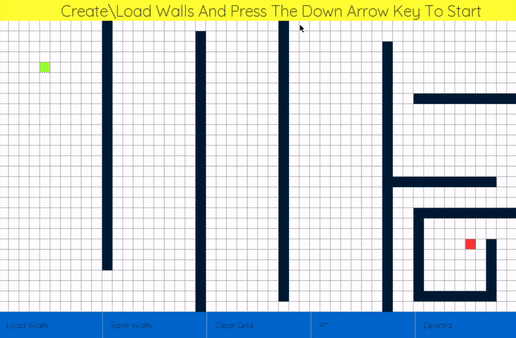 Create\Load Walls And Press The Down Arrow Key To Start
Load Walls
Save Walls
Clear Grid
A*
Dijsktra